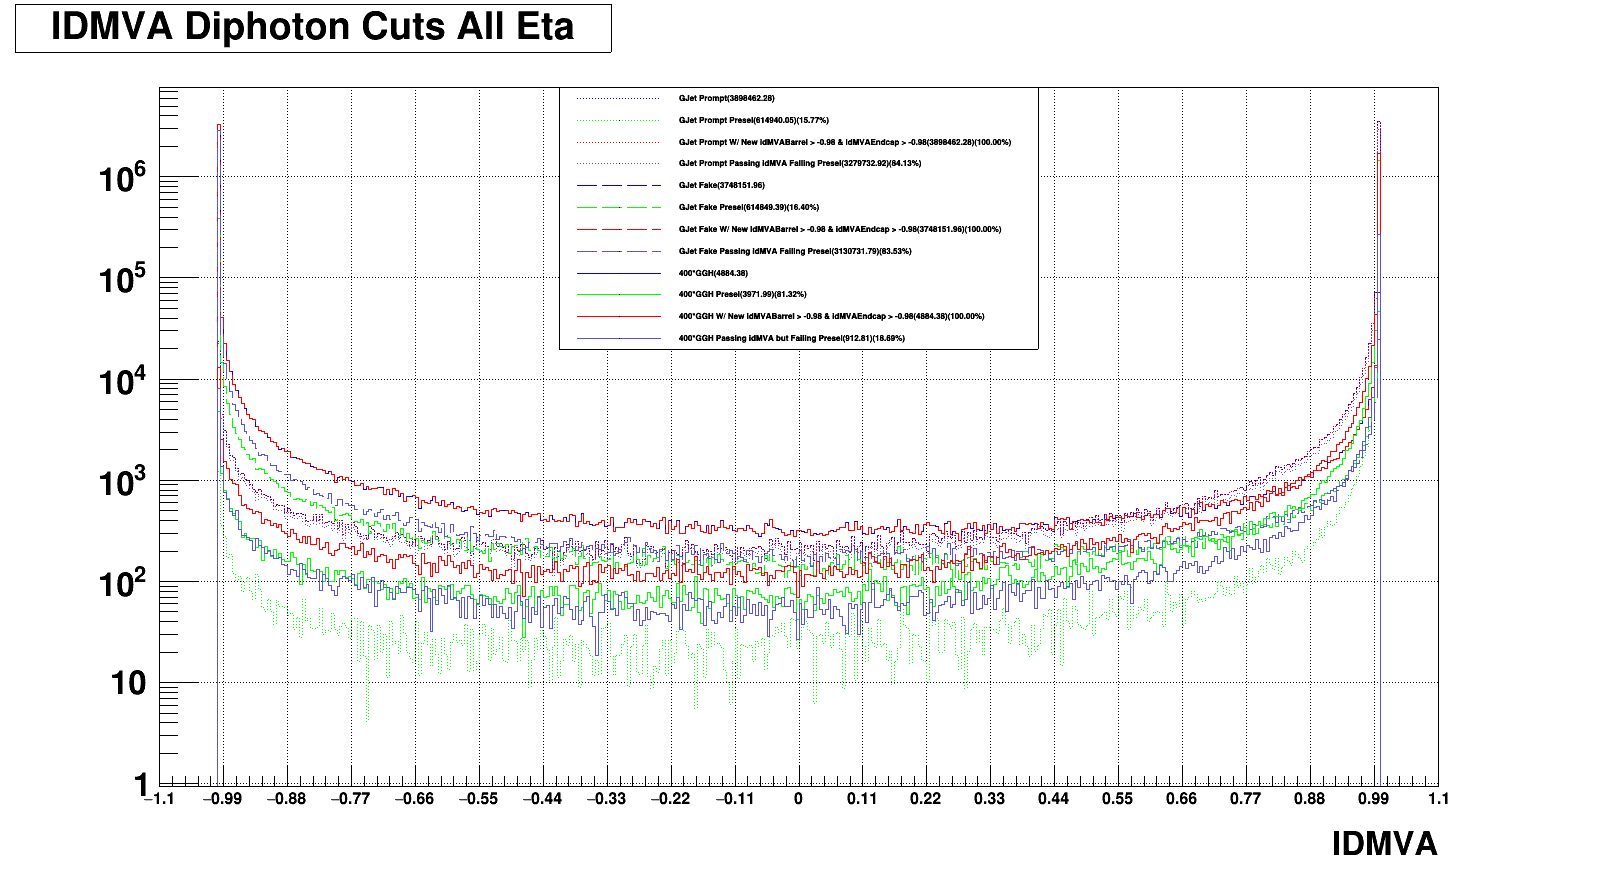 IDMVA Diphoton Cuts All Eta
GJet Prompt(3898462.28)
GJet Prompt Presel(614940.05)(15.77%)
GJet Prompt W/ New IdMVABarrel > -0.98 & IdMVAEndcap > -0.98(3898462.28)(100.00%)
GJet Prompt Passing IdMVA Failing Presel(3279732.92)(84.13%)
GJet Fake(3748151.96)
GJet Fake Presel(614849.39)(16.40%)
GJet Fake W/ New IdMVABarrel > -0.98 & IdMVAEndcap > -0.98(3748151.96)(100.00%)
GJet Fake Passing IdMVA Failing Presel(3130731.79)(83.53%)
400*GGH(4884.38)
400*GGH Presel(3971.99)(81.32%)
400*GGH W/ New IdMVABarrel > -0.98 & IdMVAEndcap > -0.98(4884.38)(100.00%)
400*GGH Passing IdMVA but Failing Presel(912.81)(18.69%)
10⁶
10⁵
10⁴
10³
10²
10
1
−1.1 −0.99 −0.88 −0.77 −0.66 −0.55 −0.44 −0.33 −0.22 −0.11 0 0.11 0.22 0.33 0.44 0.55 0.66 0.77 0.88 0.99 1.1
IDMVA